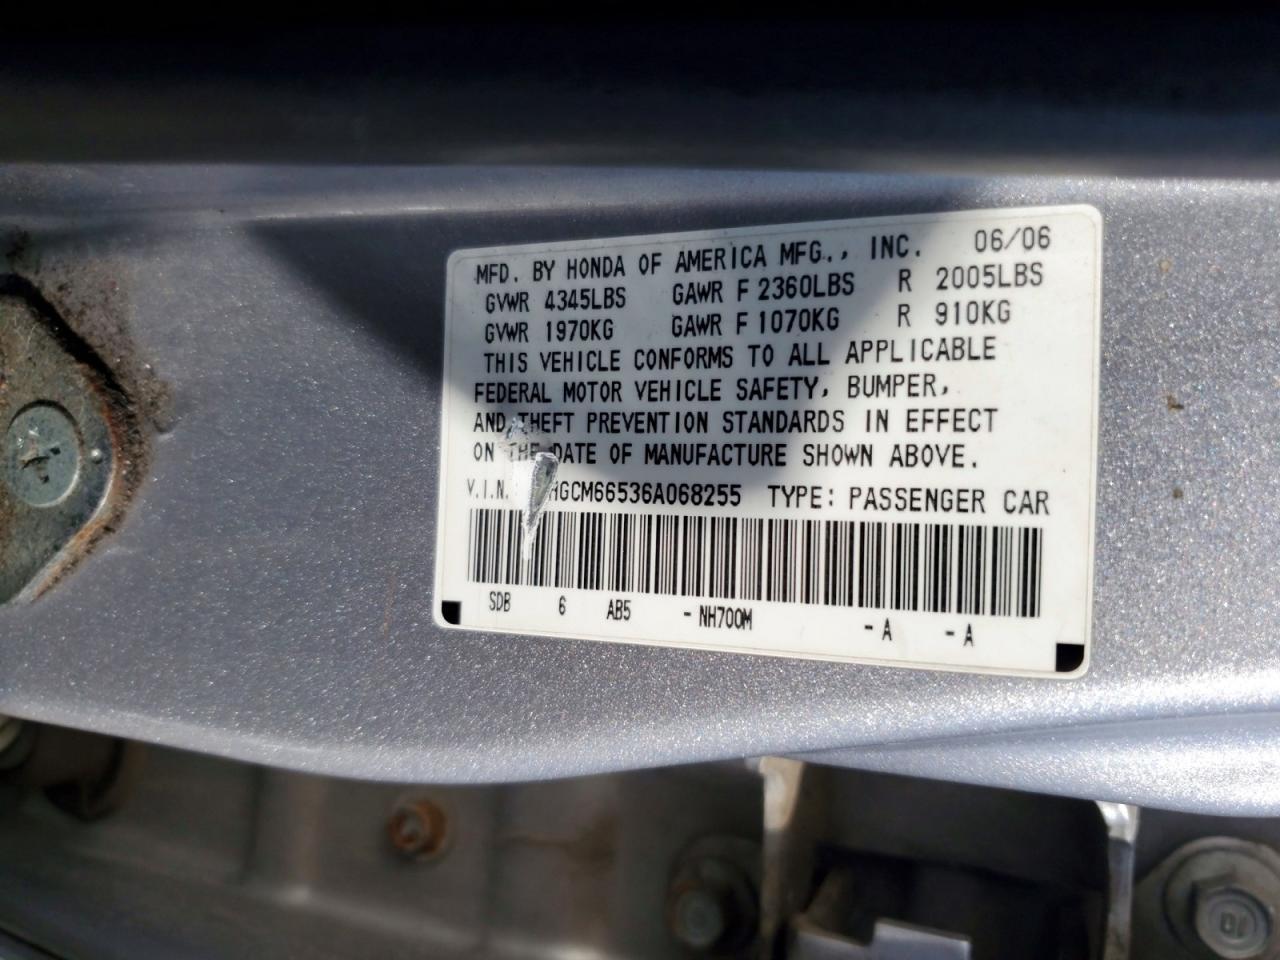 MFD. BY HONDA OF AMERICA MFG., INC. 06/06
GVWR 4345LBS GAWR F 2360LBS R 2005LBS
GVWR 1970KG GAWR F 1070KG R 910KG
THIS VEHICLE CONFORMS TO ALL APPLICABLE
FEDERAL MOTOR VEHICLE SAFETY, BUMPER,
AND THEFT PREVENTION STANDARDS IN EFFECT
ON THE DATE OF MANUFACTURE SHOWN ABOVE.
V.I.N. HGCM66536A068255 TYPE: PASSENGER CAR
SDB 6 AB5 - NH700M - A - A